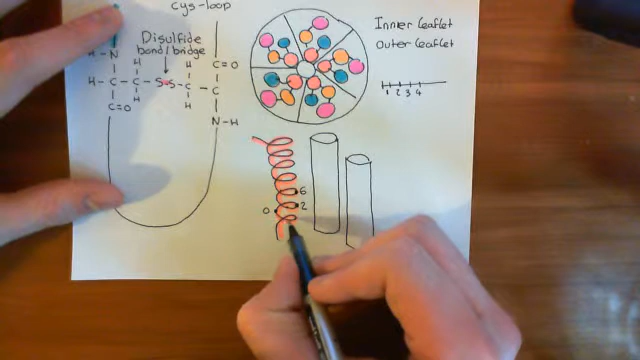 cys-loop
Disulfide
bond/bridge
H-N
H
H-C-C-S-S-C-C
H
H
H
C=O
C=O
N-H
Inner leaflet
Outer leaflet
1 2 3 4
6
2
0